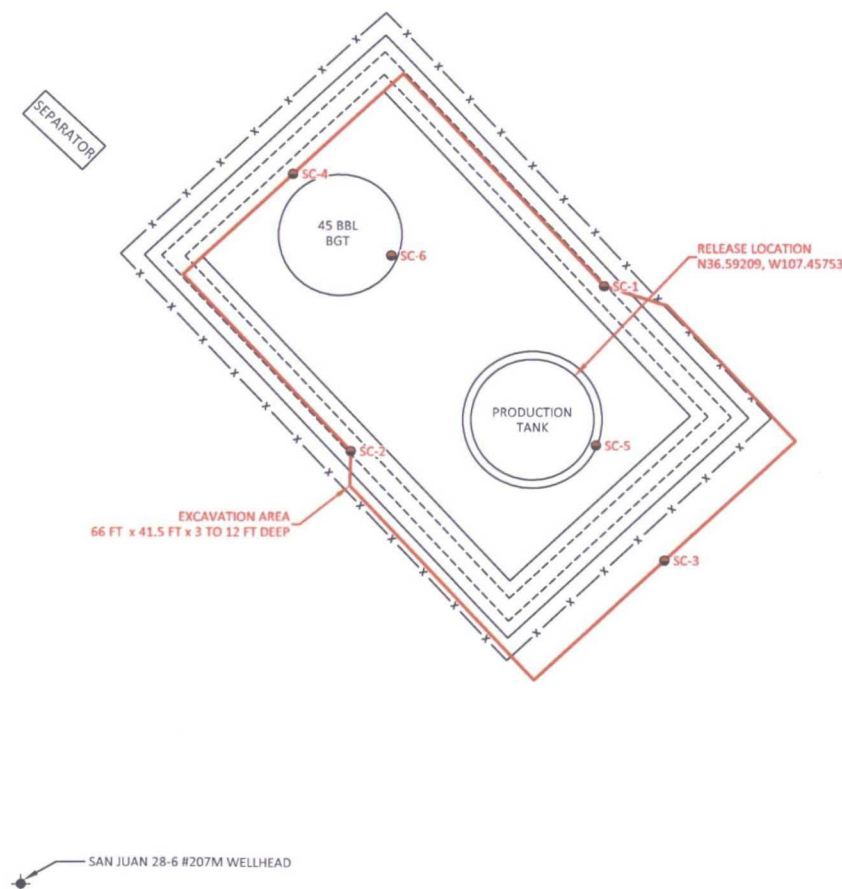 SEPARATOR
SC-4
45 BBL
BGT
SC-6
RELEASE LOCATION
N36.59209, W107.45753
SC-1
PRODUCTION
TANK
SC-2
SC-5
EXCAVATION AREA
66 FT x 41.5 FT x 3 TO 12 FT DEEP
SC-3
SAN JUAN 28-6 #207M WELLHEAD